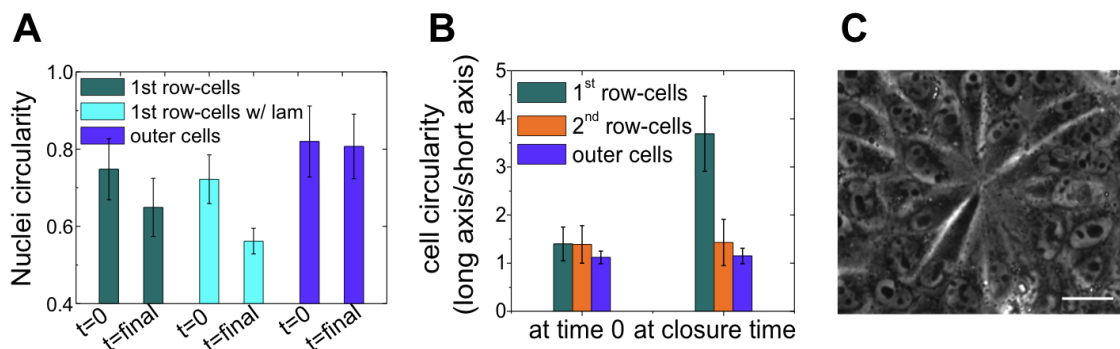 A
Nuclei circularity
1.0
0.8
0.6
0.4
1st row-cells
1st row-cells w/ lam
outer cells
t=0
t=final
t=0
t=final
t=0
t=final
B
cell circularity
(long axis/short axis)
5
4
3
2
1
0
1st row-cells
2nd row-cells
outer cells
at time 0 at closure time
C